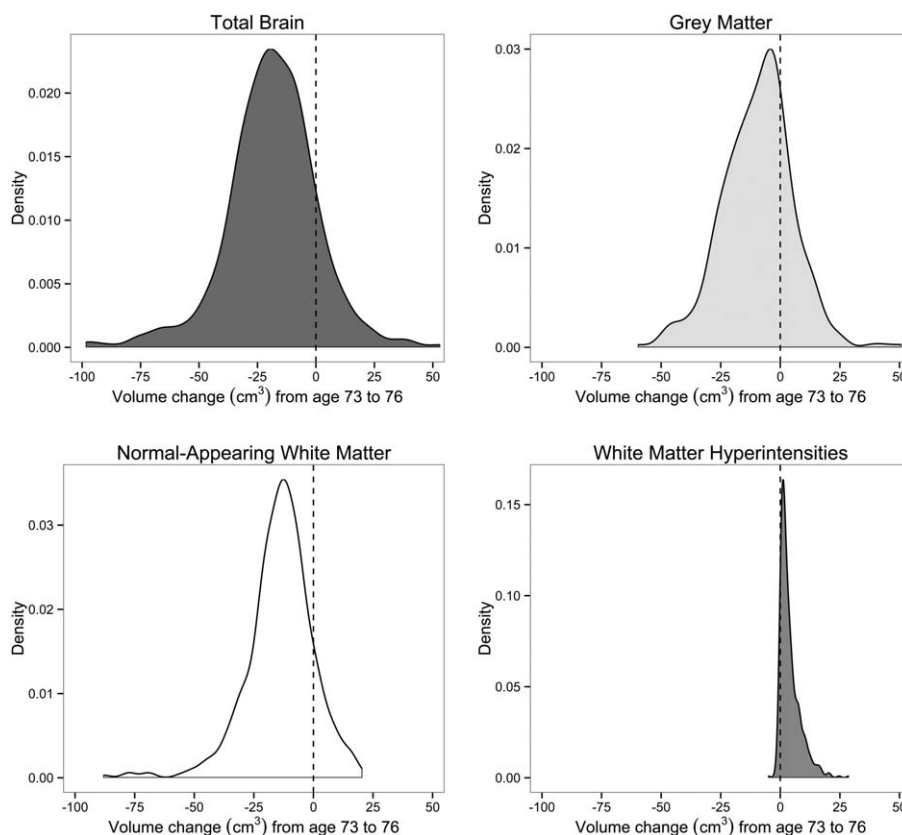 Total Brain
Density
0.020
0.015
0.010
0.005
0.000
-100 -75 -50 -25 0 25 50
Volume change (cm³) from age 73 to 76
Grey Matter
Density
0.03
0.02
0.01
0.00
-100 -75 -50 -25 0 25 50
Volume change (cm³) from age 73 to 76
Normal-Appearing White Matter
Density
0.03
0.02
0.01
0.00
-100 -75 -50 -25 0 25 50
Volume change (cm³) from age 73 to 76
White Matter Hyperintensities
Density
0.15
0.10
0.05
0.00
-100 -75 -50 -25 0 25 50
Volume change (cm³) from age 73 to 76